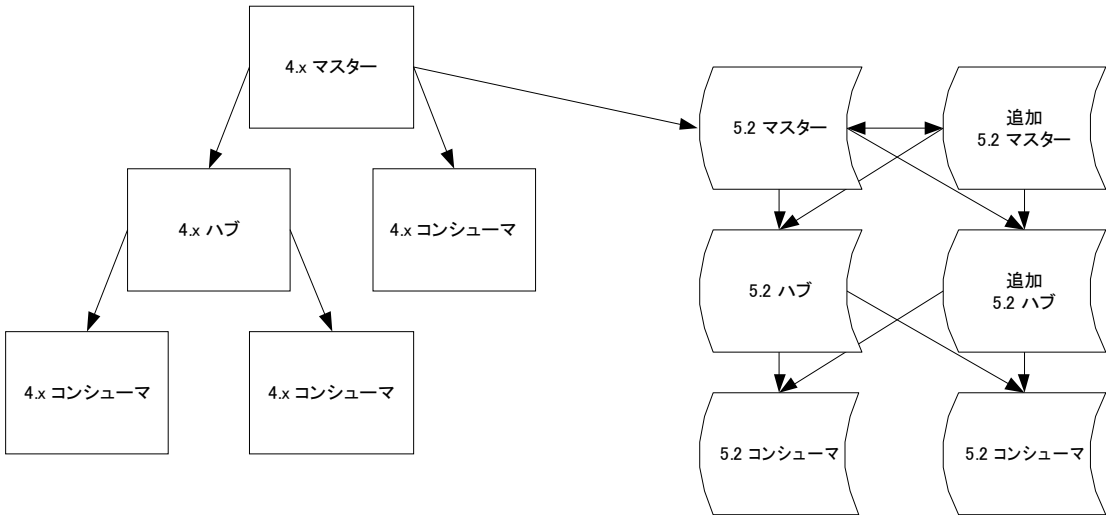 4.x マスター
5.2 マスター
追加
5.2 マスター
4.x ハブ
4.x コンシューマ
5.2 ハブ
追加
5.2 ハブ
4.x コンシューマ
4.x コンシューマ
5.2 コンシューマ
5.2 コンシューマ